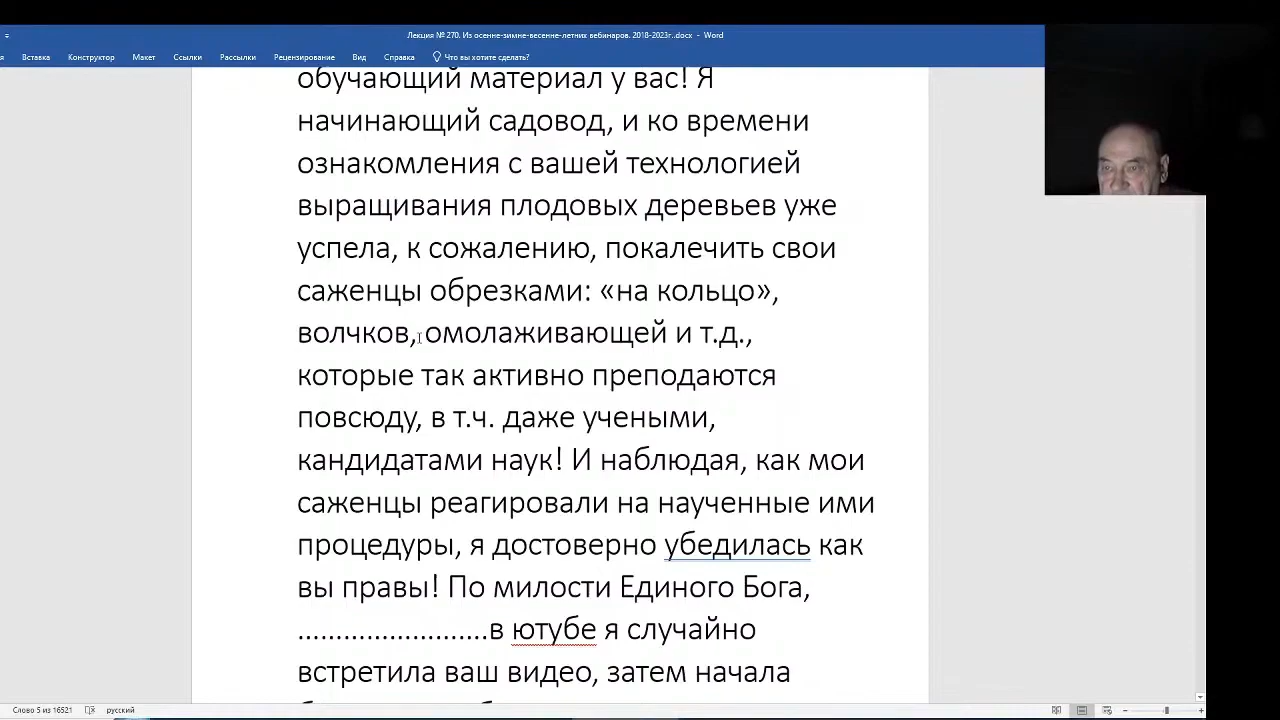 Лекция № 270. Из осенне-зимне-весенне-летних вебинаров. 2018-2023г..docx - Word
я Вставка Конструктор Макет Ссылки Рассылки Рецензирование Вид Справка Что вы хотите сделать?
обучающий материал у вас! Я
начинающий садовод, и ко времени
ознакомления с вашей технологией
выращивания плодовых деревьев уже
успела, к сожалению, покалечить свои
саженцы обрезками: «на кольцо»,
волчков, омолаживающей и т.д.,
которые так активно преподаются
повсюду, в т.ч. даже учеными,
кандидатами наук! И наблюдая, как мои
саженцы реагировали на наученные ими
процедуры, я достоверно убедилась как
вы правы! По милости Единого Бога,
.........................в ютубе я случайно
встретила ваш видео, затем начала
Слово 5 из 16521 русский